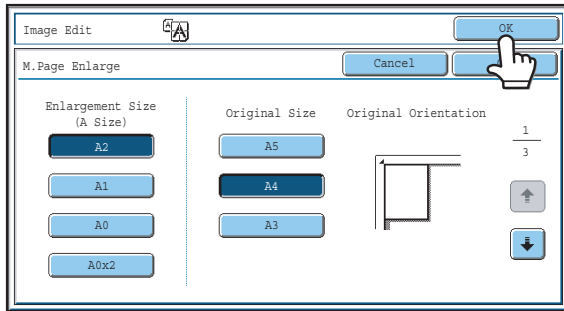 Image Edit
OK
M.Page Enlarge
Cancel
Enlargement Size
(A Size)
Original Size
Original Orientation
A2
A1
A0
A0x2
A5
A4
A3
1
3